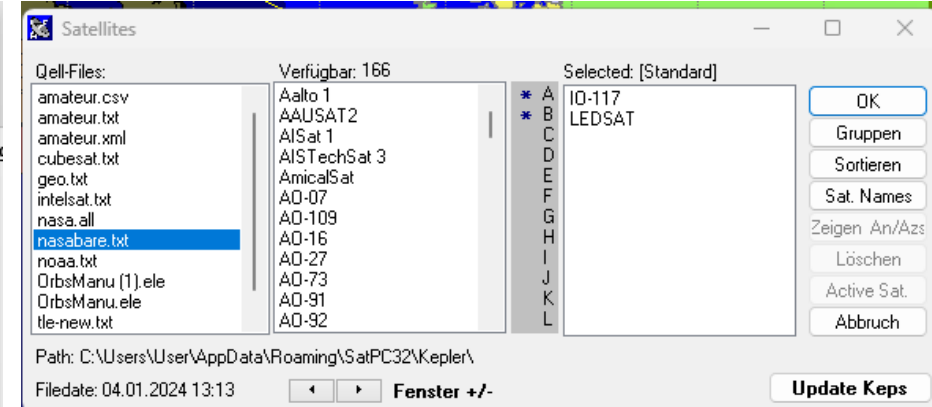 Satellites
Qell-Files:
amateur.csv
amateur.txt
amateur.xml
cubesat.txt
geo.txt
intelsat.txt
nasa.all
nasabare.txt
noaa.txt
OrbsManu (1).ele
OrbsManu.ele
tle-new.txt
Verfügbar: 166
Aalto 1
AAUSAT2
AISat 1
AISTechSat 3
AmicalSat
AO-07
AO-109
AO-16
AO-27
AO-73
AO-91
AO-92
* A
* B
C
D
E
F
G
H
I
J
K
L
Selected: [Standard]
IO-117
LEDSAT
OK
Gruppen
Sortieren
Sat. Names
Zeigen An/Azs
Löschen
Active Sat.
Abbruch
Path: C:\Users\User\AppData\Roaming\SatPC32\Kepler\
Filedate: 04.01.2024 13:13
Fenster +/-
Update Keps